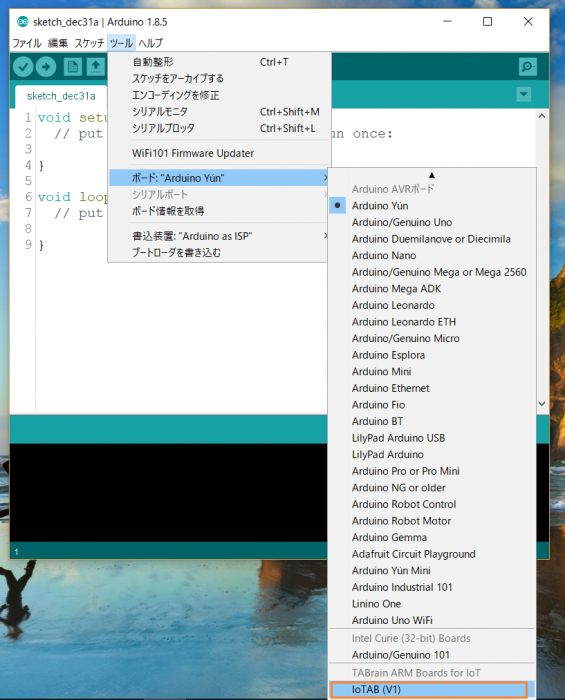 sketch_dec31a | Arduino 1.8.5
ファイル 編集 スケッチ ツール ヘルプ
sketch_dec31a
1 void setu
2 // put un once:
3
4 }
5
6 void loop
7 // put
8
9 }
自動整形 Ctrl+T
スケッチをアーカイブする
エンコーディングを修正
シリアルモニタ Ctrl+Shift+M
シリアルプロッタ Ctrl+Shift+L
WiFi101 Firmware Updater
ボード: "Arduino Yún"
シリアルポート
ボード情報を取得
書込装置: "Arduino as ISP"
ブートローダを書き込む
Arduino AVRボード
Arduino Yún
Arduino/Genuino Uno
Arduino Duemilanove or Diecimila
Arduino Nano
Arduino/Genuino Mega or Mega 2560
Arduino Mega ADK
Arduino Leonardo
Arduino Leonardo ETH
Arduino/Genuino Micro
Arduino Esplora
Arduino Mini
Arduino Ethernet
Arduino Fio
Arduino BT
LilyPad Arduino USB
LilyPad Arduino
Arduino Pro or Pro Mini
Arduino NG or older
Arduino Robot Control
Arduino Robot Motor
Arduino Gemma
Adafruit Circuit Playground
Arduino Yún Mini
Arduino Industrial 101
Linino One
Arduino Uno WiFi
Intel Curie (32-bit) Boards
Arduino/Genuino 101
TABrain ARM Boards for IoT
IoTAB (V1)
1